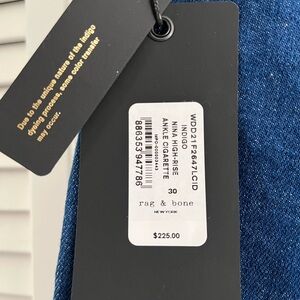 Due to the unique nature of the indigo
dyeing process, some color transfer
may occur.
WDD21F2647LCID
INDIGO
NINA HIGH-RISE
ANKLE CIGARETTE
886353947786
30
rag & bone
NEW YORK
$225.00